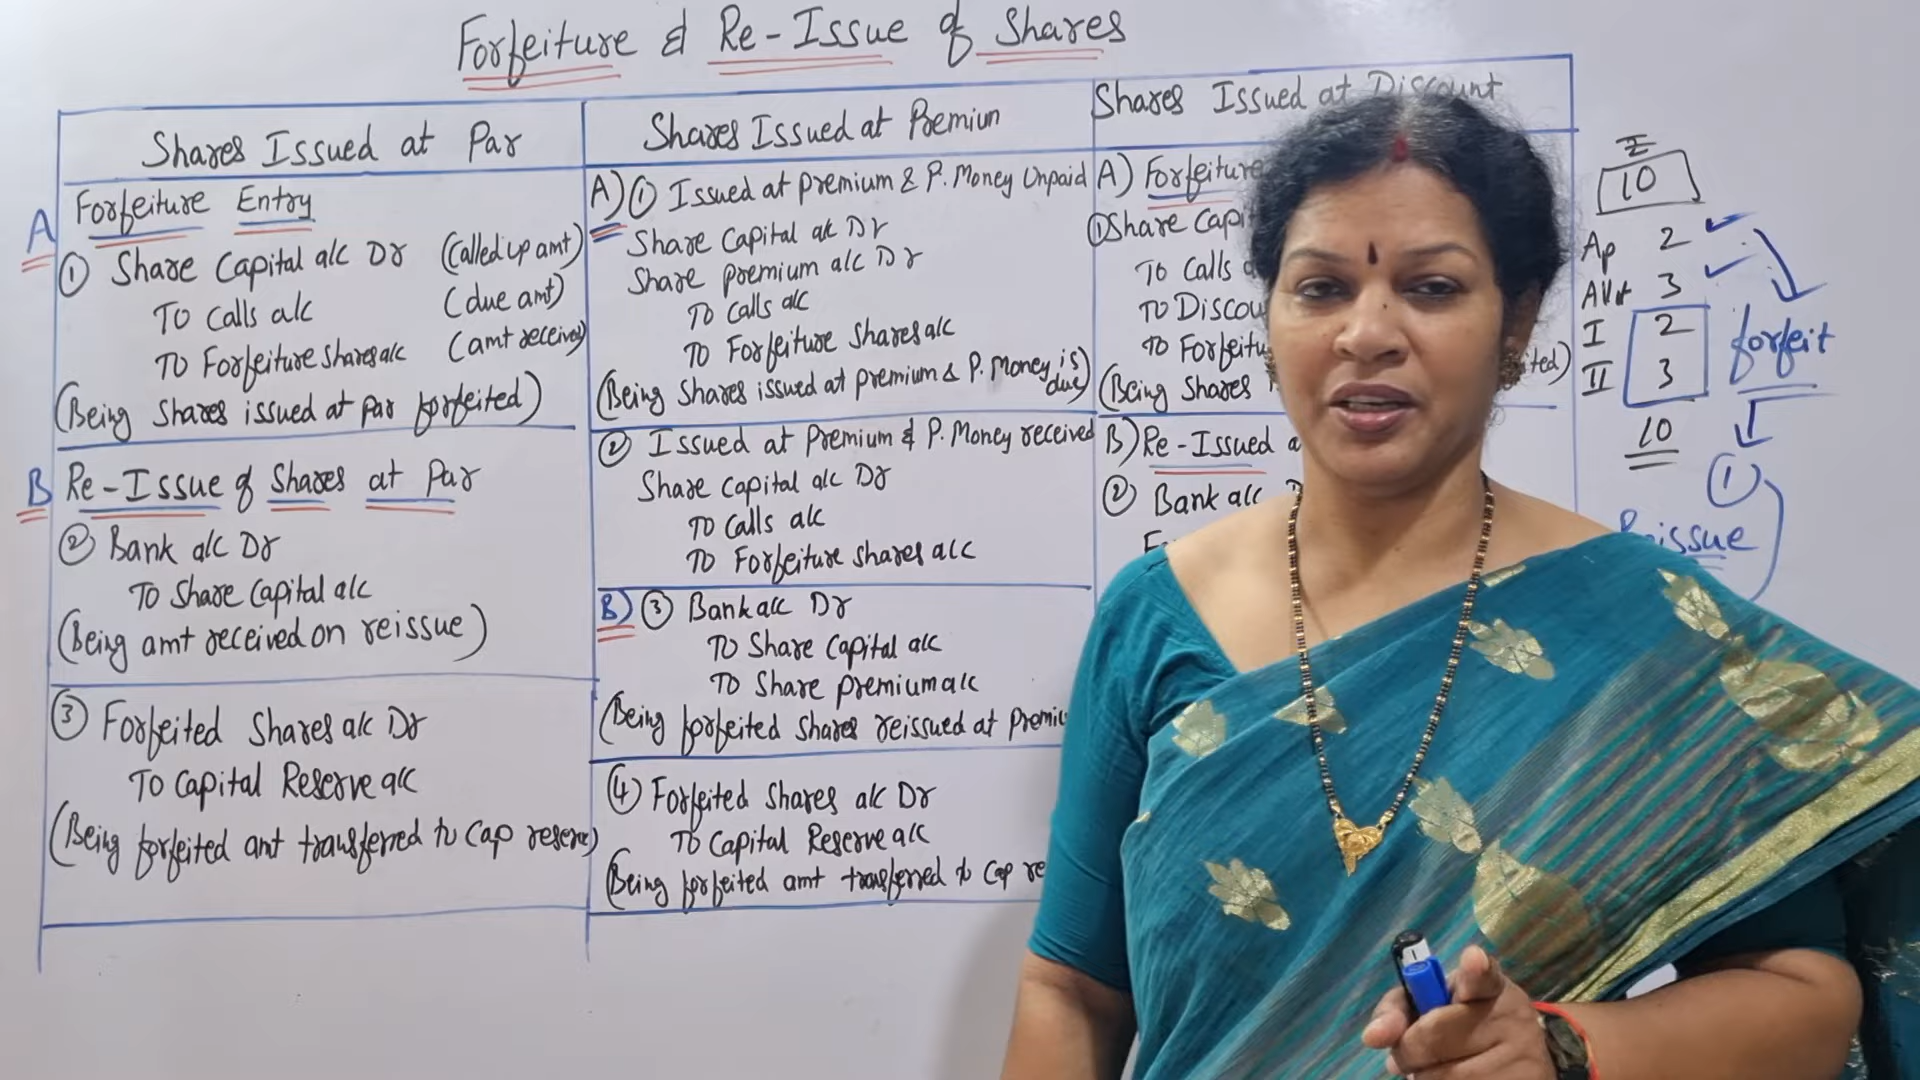 Forfeiture & Re-Issue of Shares
Shares Issued at Par
A
Forfeiture Entry
① Share Capital a/c Dr (Called up amt)
To Calls a/c (due amt)
To Forfeiture Shares a/c (amt received)
(Being Shares issued at par forfeited)
B
Re-Issue of Shares at Par
② Bank a/c Dr
To Share Capital a/c
(Being amt received on reissue)
③ Forfeited Shares a/c Dr
To Capital Reserve a/c
(Being forfeited amt transferred to Cap reserve)
Shares Issued at Premiun
A) ① Issued at premium & P. Money Unpaid
Share Capital a/c Dr
Share premium a/c Dr
To Calls a/c
To Forfeiture Shares a/c
(Being Shares issued at premium & P. Money is due)
② Issued at Premium & P. Money received
Share Capital a/c Dr
To Calls a/c
To Forfeiture shares a/c
B) ③ Bank a/c Dr
To Share Capital a/c
To Share premium a/c
(Being forfeited shares reissued at
④ Forfeited Shares a/c Dr
To Capital Reserve a/c
(Being forfeited amt transferred to Cap
Shares Issued at Discount
A) Forfeiture
① Share
To Calls
To
To
(Being Shares
B) Re-Issued
② Bank a/c
10
Ap 2
3
I 2
II 3
10
forfeit
①